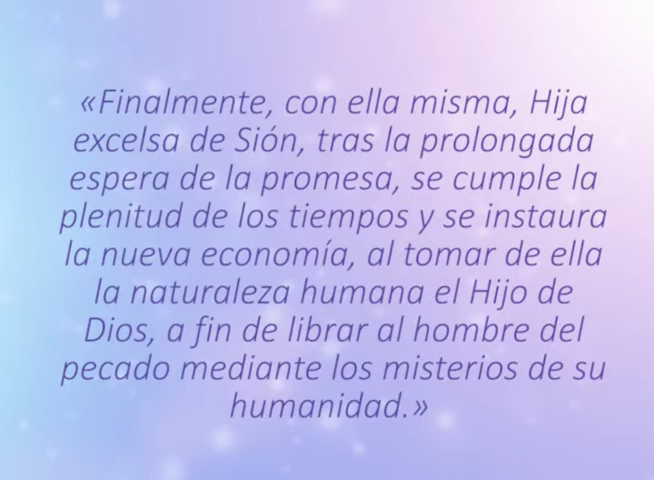 «Finalmente, con ella misma, Hija
excelsa de Sión, tras la prolongada
espera de la promesa, se cumple la
plenitud de los tiempos y se instaura
la nueva economía, al tomar de ella
la naturaleza humana el Hijo de
Dios, a fin de librar al hombre del
pecado mediante los misterios de su
humanidad.»